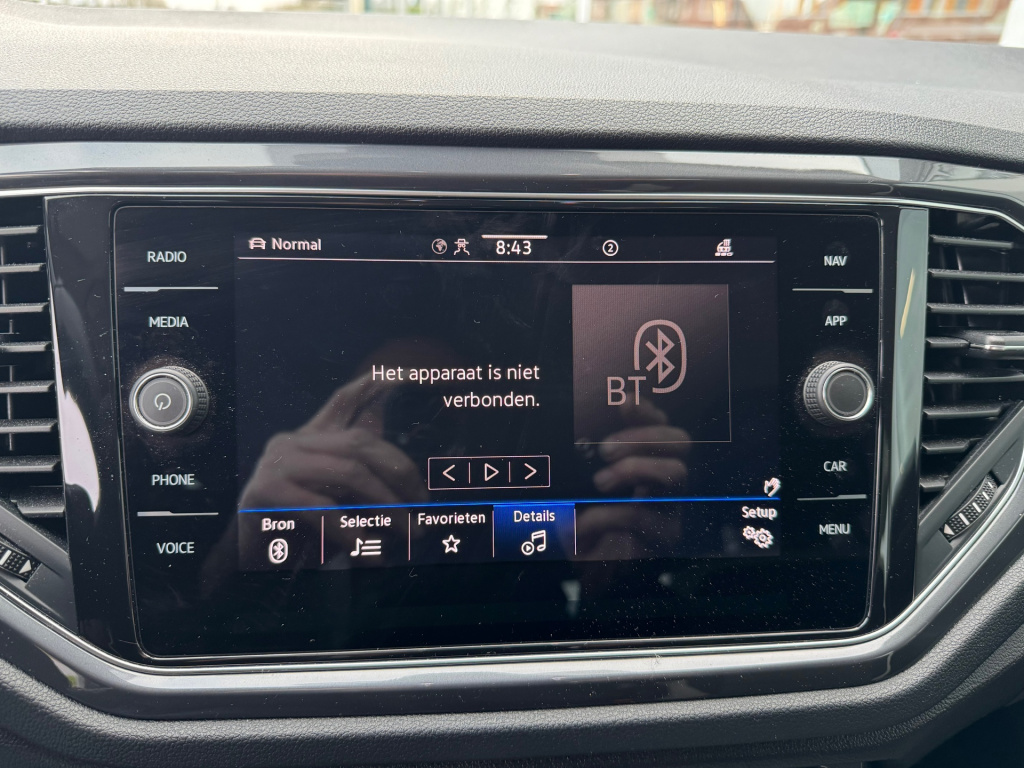 RADIO
MEDIA
PHONE
VOICE
Normal
8:43
2
Het apparaat is niet
verbonden.
BT
Bron
Selectie
Favorieten
Details
Setup
NAV
APP
CAR
MENU